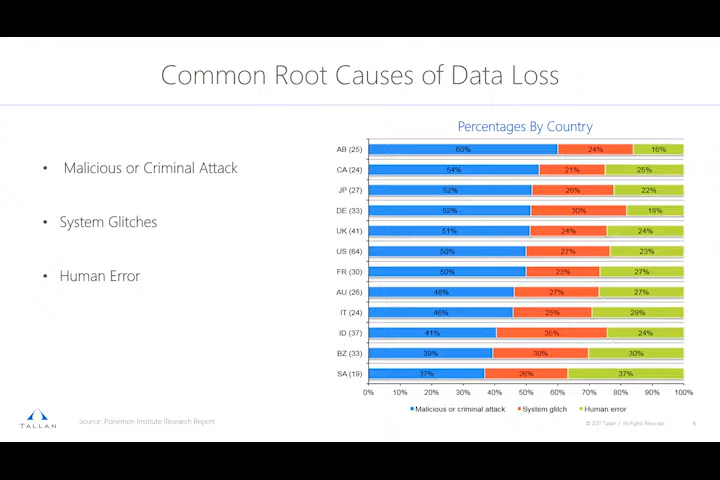 Common Root Causes of Data Loss
• Malicious or Criminal Attack
• System Glitches
• Human Error
Percentages By Country
AB (25) 60% 24% 16%
CA (24) 54% 21% 25%
JP (27) 52% 26% 22%
DE (33) 52% 30% 18%
UK (41) 51% 24% 24%
US (64) 50% 27% 23%
FR (30) 50% 23% 27%
AU (26) 46% 27% 27%
IT (24) 46% 25% 29%
ID (37) 41% 35% 24%
BZ (33) 39% 30% 30%
SA (19) 37% 26% 37%
0% 10% 20% 30% 40% 50% 60% 70% 80% 90% 100%
Malicious or criminal attack System glitch Human error
TALLAN
Source: Ponemon Institute Research Report
© 2017 Tallan | All Rights Reserved
6